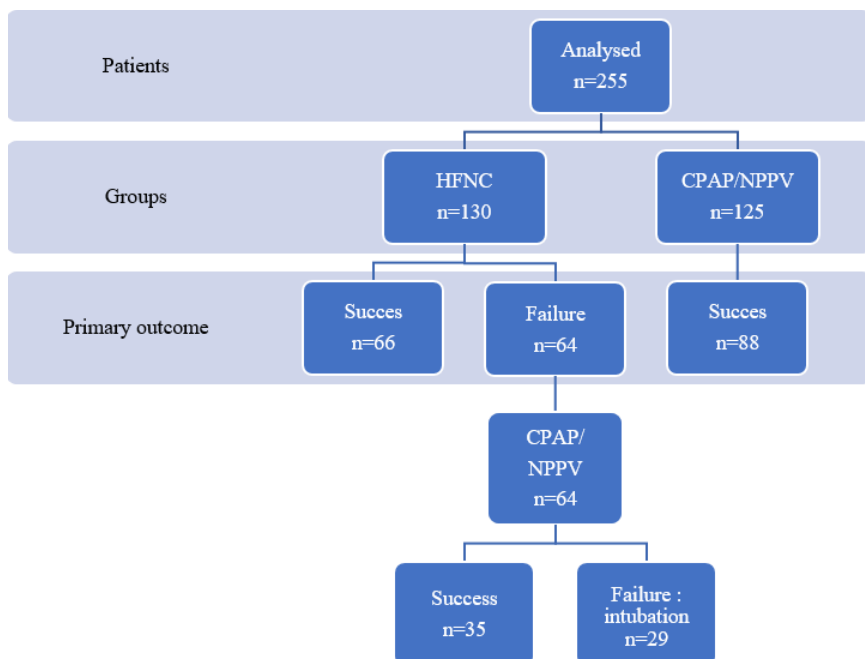 Patients
Analysed
n=255
Groups
HFNC
n=130
CPAP/NPPV
n=125
Primary outcome
Succes
n=66
Failure
n=64
Succes
n=88
CPAP/
NPPV
n=64
Success
n=35
Failure :
intubation
n=29